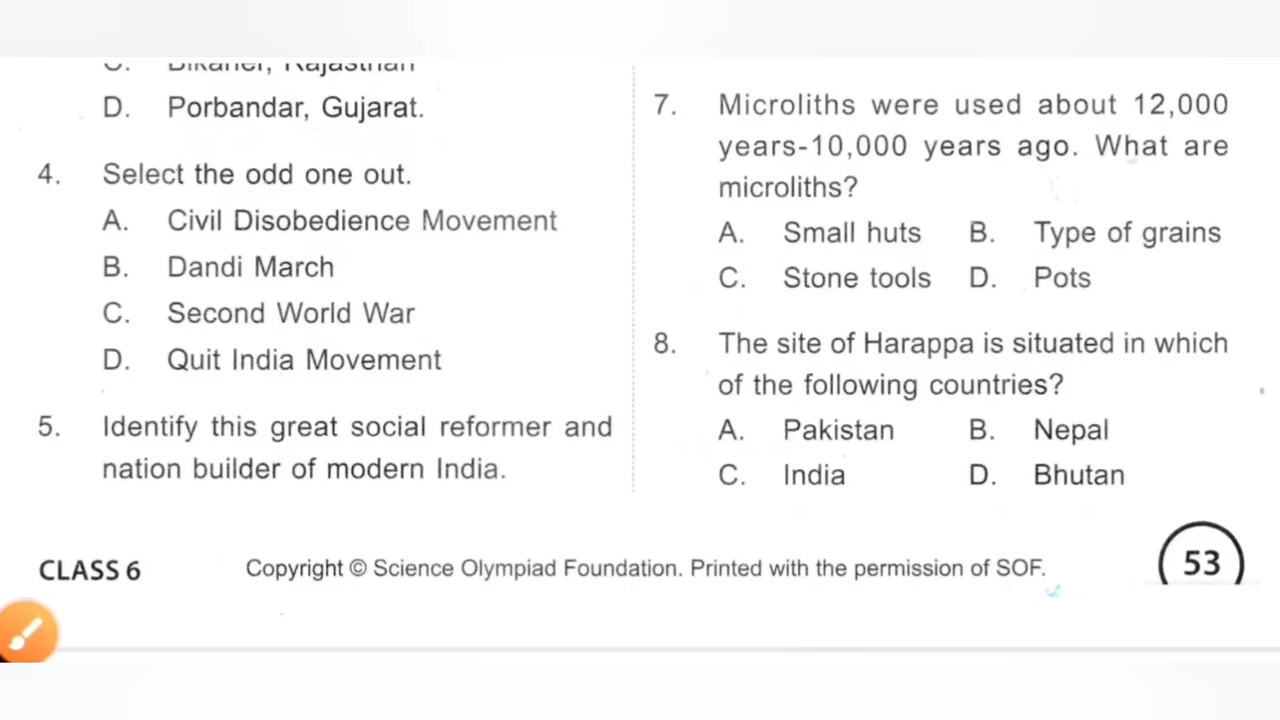 C. Bikaner, Rajasthan
D. Porbandar, Gujarat.
4. Select the odd one out.
A. Civil Disobedience Movement
B. Dandi March
C. Second World War
D. Quit India Movement
5. Identify this great social reformer and
nation builder of modern India.
7. Microliths were used about 12,000
years-10,000 years ago. What are
microliths?
A. Small huts B. Type of grains
C. Stone tools D. Pots
8. The site of Harappa is situated in which
of the following countries?
A. Pakistan B. Nepal
C. India D. Bhutan
CLASS 6 Copyright © Science Olympiad Foundation. Printed with the permission of SOF. 53